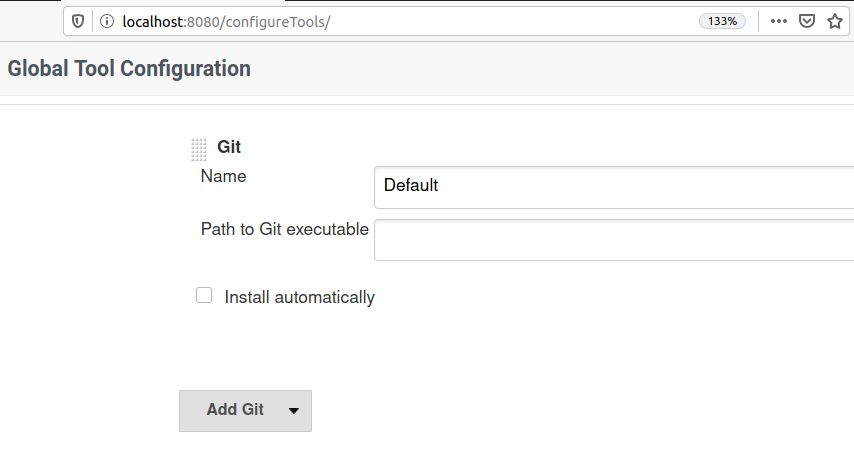 localhost:8080/configureTools/
133%
Global Tool Configuration
Git
Name
Default
Path to Git executable
Install automatically
Add Git